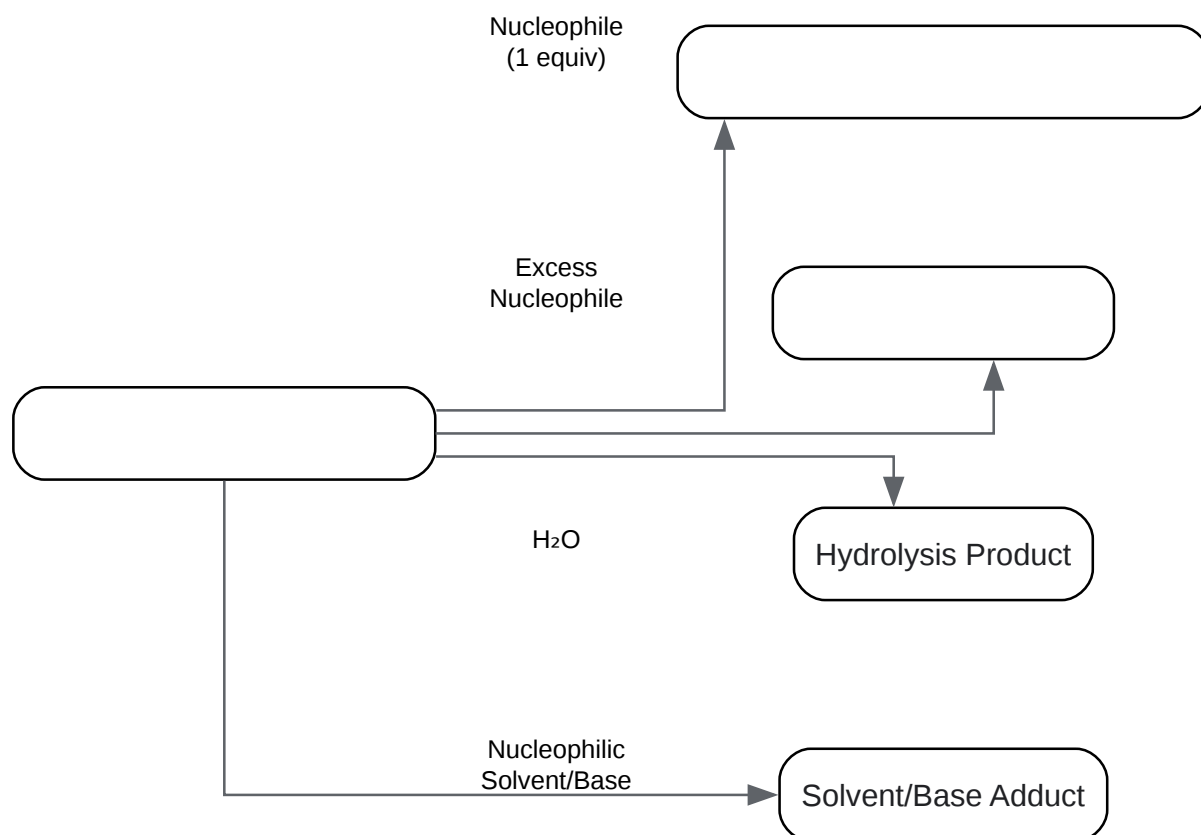 Nucleophile
(1 equiv)
Excess
Nucleophile
H₂O
Hydrolysis Product
Nucleophilic
Solvent/Base
Solvent/Base Adduct